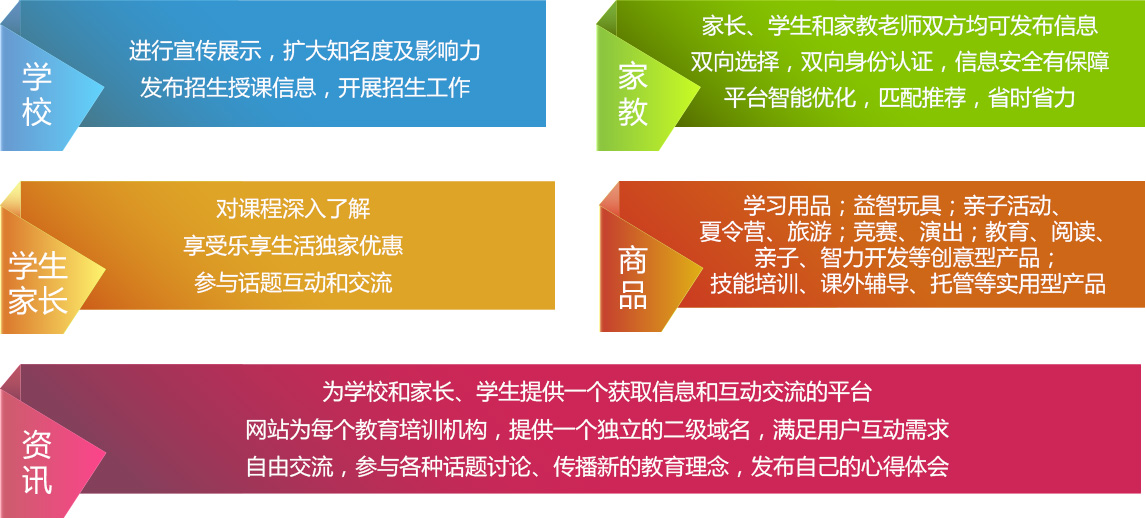 学
校
进行宣传展示，扩大知名度及影响力
发布招生授课信息，开展招生工作
家
教
家长、学生和家教老师双方均可发布信息
双向选择，双向身份认证，信息安全有保障
平台智能优化，匹配推荐，省时省力
学生
家长
对课程深入了解
享受乐享生活独家优惠
参与话题互动和交流
商
品
学习用品；益智玩具；亲子活动、
夏令营、旅游；竞赛、演出；教育、阅读、
亲子、智力开发等创意型产品；
技能培训、课外辅导、托管等实用型产品
资
讯
为学校和家长、学生提供一个获取信息和互动交流的平台
网站为每个教育培训机构，提供一个独立的二级域名，满足用户互动需求
自由交流，参与各种话题讨论、传播新的教育理念，发布自己的心得体会